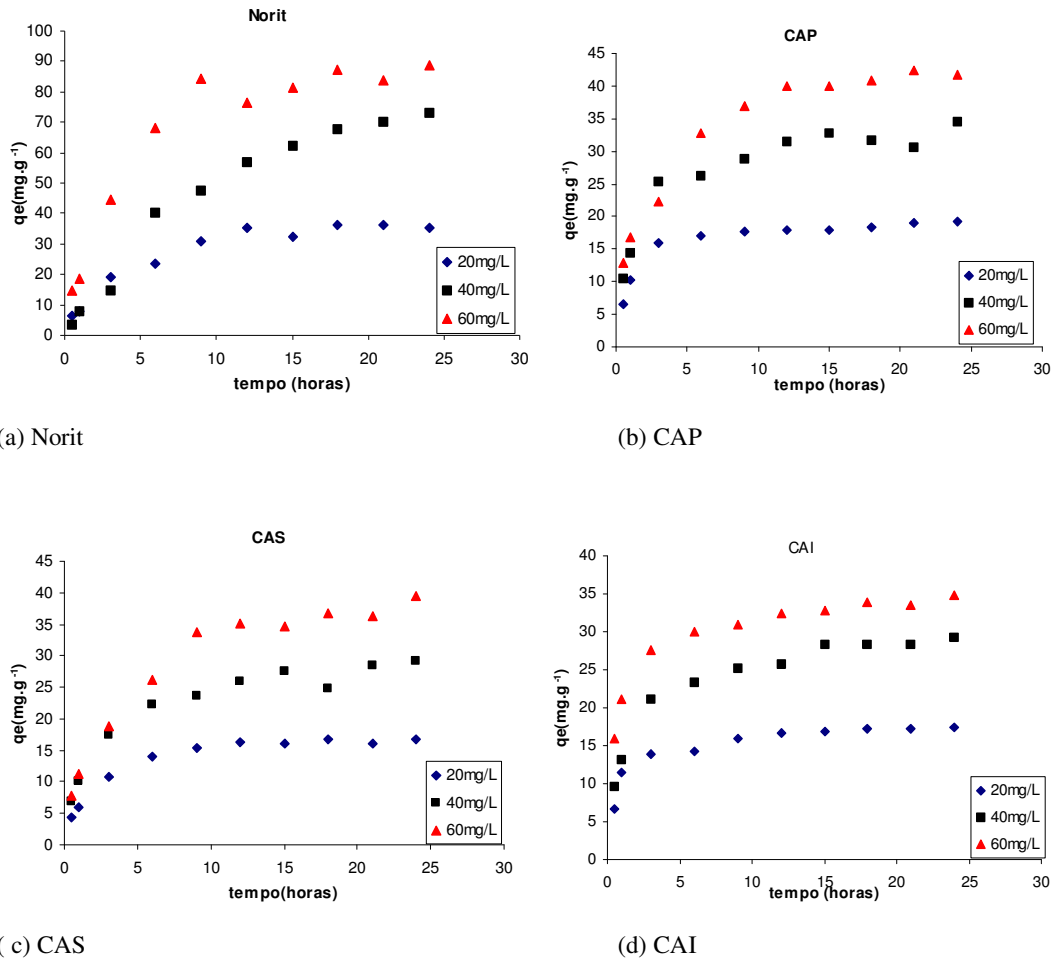 Norit
100
90
80
70
60
50
40
30
20
10
0
qe(mg.g⁻¹)
0 5 10 15 20 25 30
tempo (horas)
20mg/L
40mg/L
60mg/L
(a) Norit
CAP
45
40
35
30
25
20
15
10
5
0
qe(mg.g⁻¹)
0 5 10 15 20 25 30
tempo (horas)
20mg/L
40mg/L
60mg/L
(b) CAP
CAS
45
40
35
30
25
20
15
10
5
0
qe(mg.g⁻¹)
0 5 10 15 20 25 30
tempo(horas)
20mg/L
40mg/L
60mg/L
( c) CAS
CAI
40
35
30
25
20
15
10
5
0
qe(mg.g⁻¹)
0 5 10 15 20 25 30
tempo (horas)
20mg/L
40mg/L
60mg/L
(d) CAI